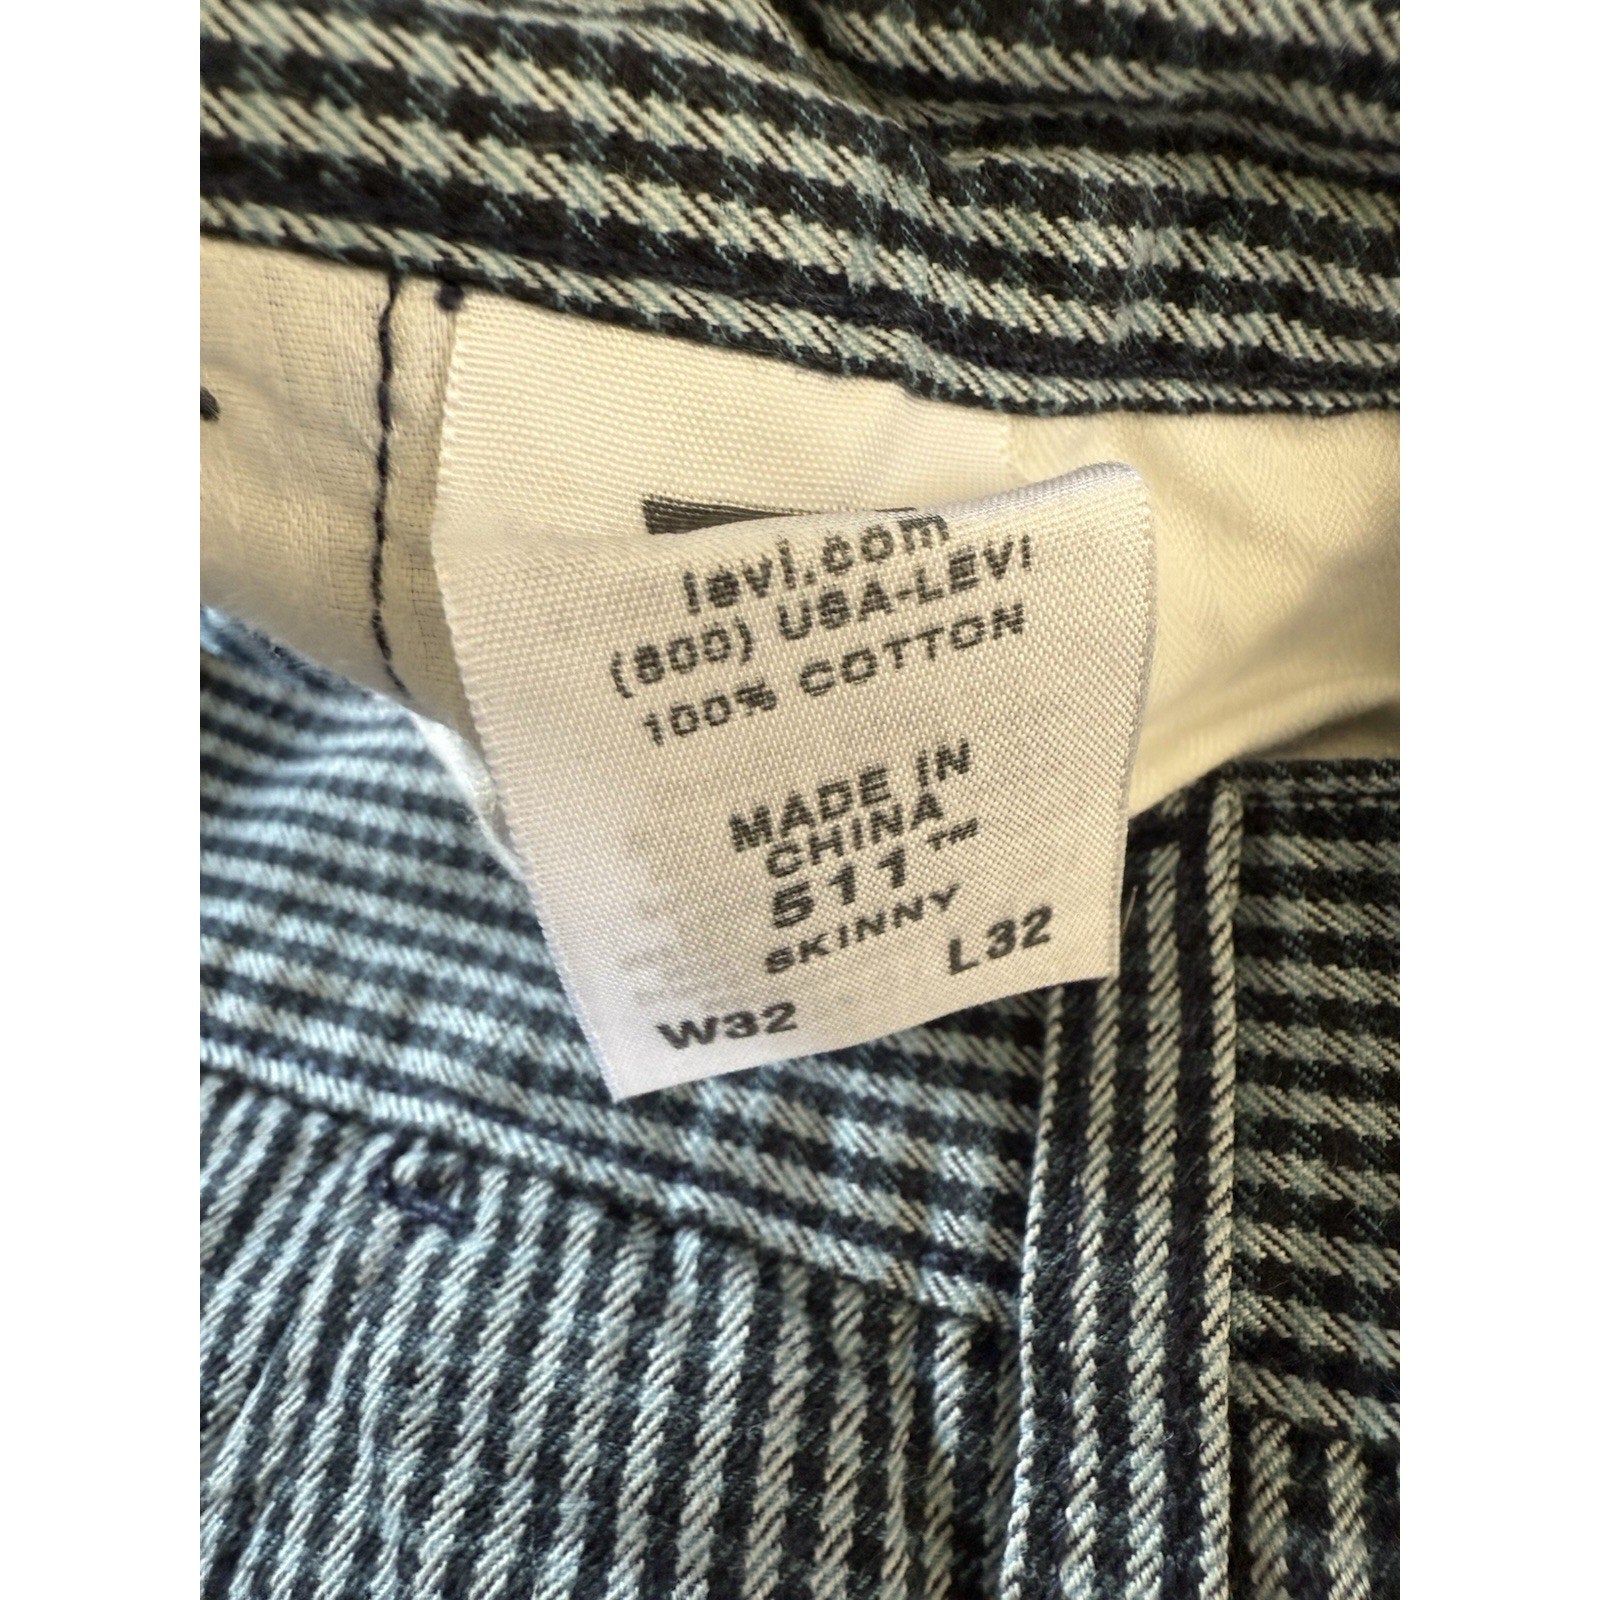 levi.com
(800) USA-LEVI
100% COTTON
MADE IN
CHINA
511™
SKINNY
W32 L32